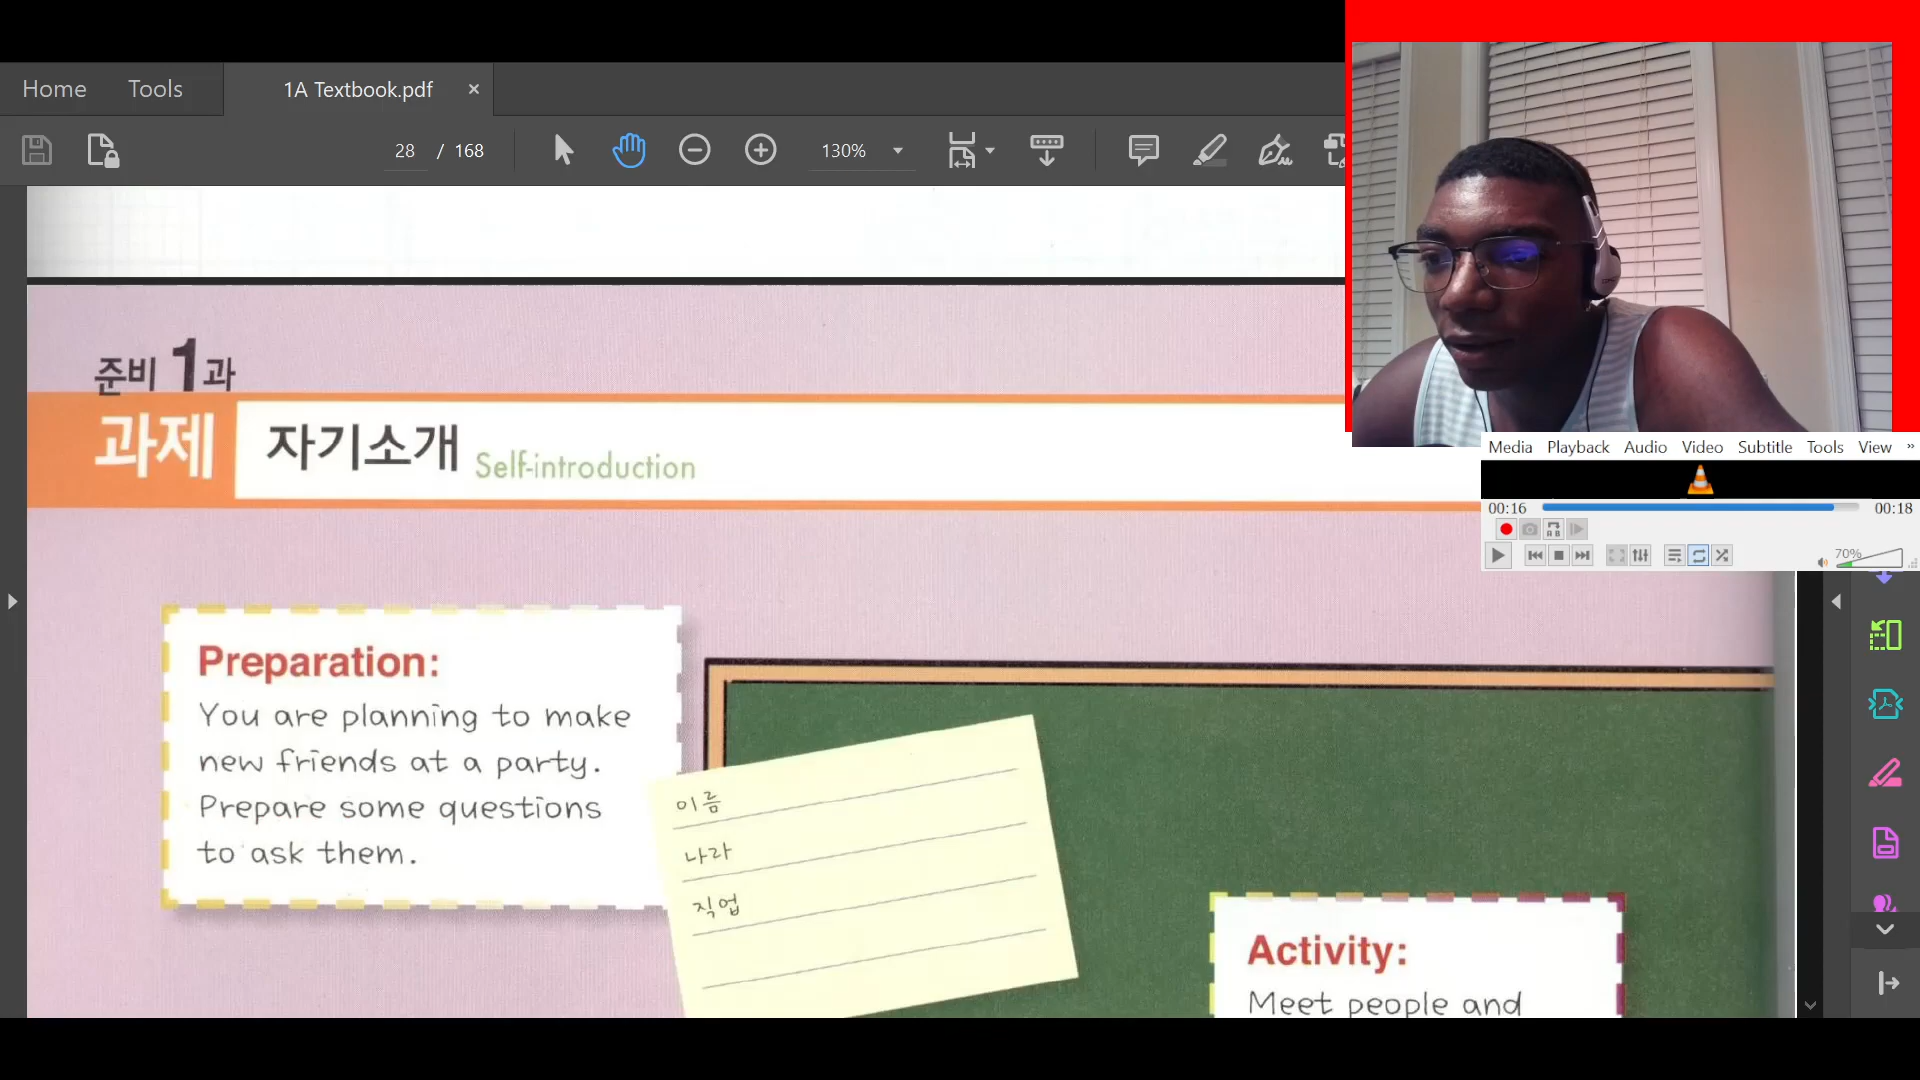 Home Tools 1A Textbook.pdf
28 / 168 130%
준비 1과
과제 자기소개 Self-introduction
Media Playback Audio Video Subtitle Tools View »
00:16 00:18
70%
Preparation:
You are planning to make
new friends at a party.
Prepare some questions
to ask them.
이름
나라
직업
Activity:
Meet people and